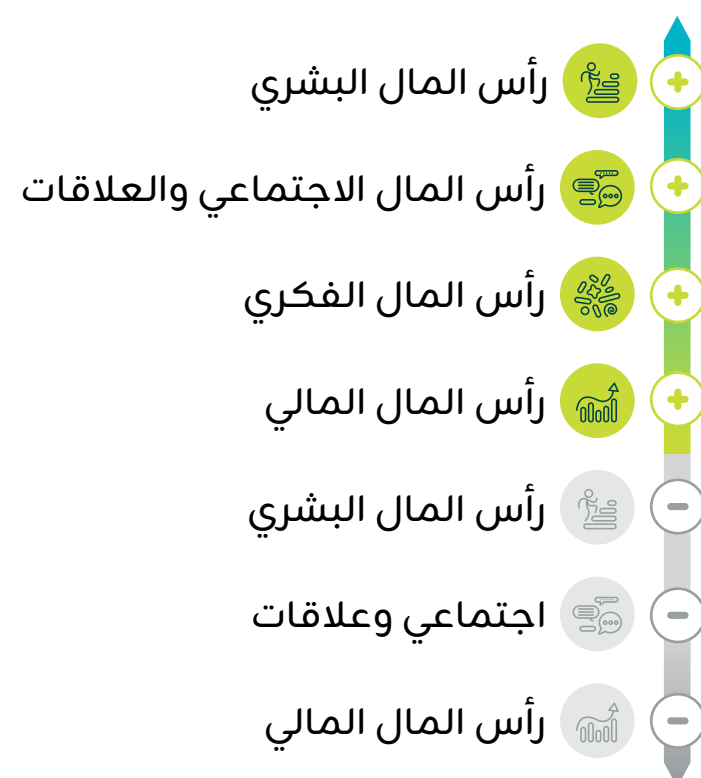 رأس المال البشري
رأس المال الاجتماعي والعلاقات
رأس المال الفكري
رأس المال المالي
رأس المال البشري
اجتماعي وعلاقات
رأس المال المالي